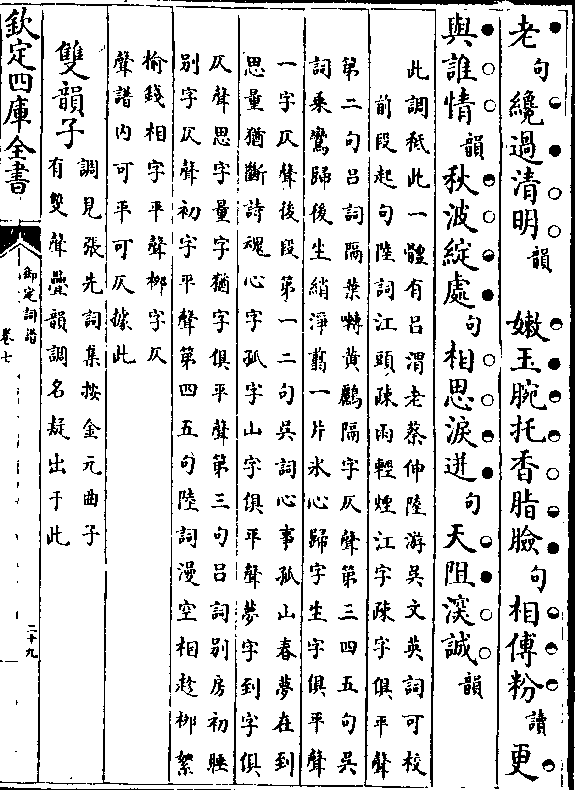 老句纔過清明韻　嫩玉腕托香脂臉句相傅粉讀更
與誰情韻秋波綻處句相思淚迸句天阻深誠韻
此調秪此一體有呂渭老蔡伸陸游吳文英詞可校
前段起句陸詞江頭疎雨輕煙江字疎字俱平聲
第二句呂詞隔葉囀黃鸝隔字仄聲第三四五句吳
詞乘鸞歸後生綃淨翦一片氷心歸字生字俱平聲
一字仄聲後段第一二句吳詞心事孤山春夢在到
思量猶斷詩魂心字孤字山字俱平聲夢字到字俱
仄聲思字量字猶字俱平聲第三句呂詞別房初睡
別字仄聲初字平聲第四五句陸詞漫空相趂柳絮
榆錢相字平聲柳字仄
聲譜內可平可仄據此
雙韻子
調見張先詞集按金元曲子
有雙聲疊韻調名疑出于此
欽定四庫全書
御定詞譜
卷七
二十九